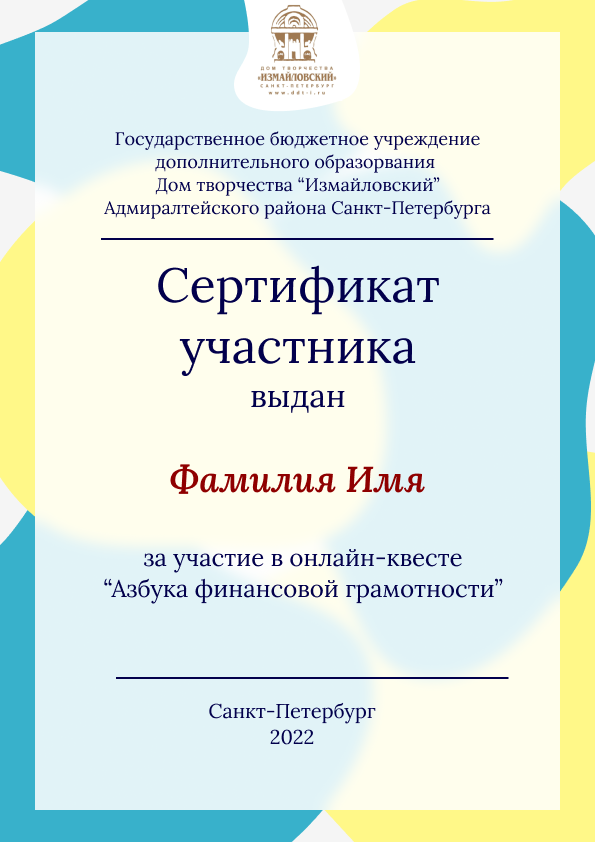 ДОМ ТВОРЧЕСТВА
«ИЗМАЙЛОВСКИЙ»
САНКТ-ПЕТЕРБУРГ
www.ddt-i.ru
Государственное бюджетное учреждение
дополнительного образорвания
Дом творчества “Измайловский”
Адмиралтейского района Санкт-Петербурга
Сертификат
участника
выдан
Фамилия Имя
за участие в онлайн-квесте
“Азбука финансовой грамотности”
Санкт-Петербург
2022